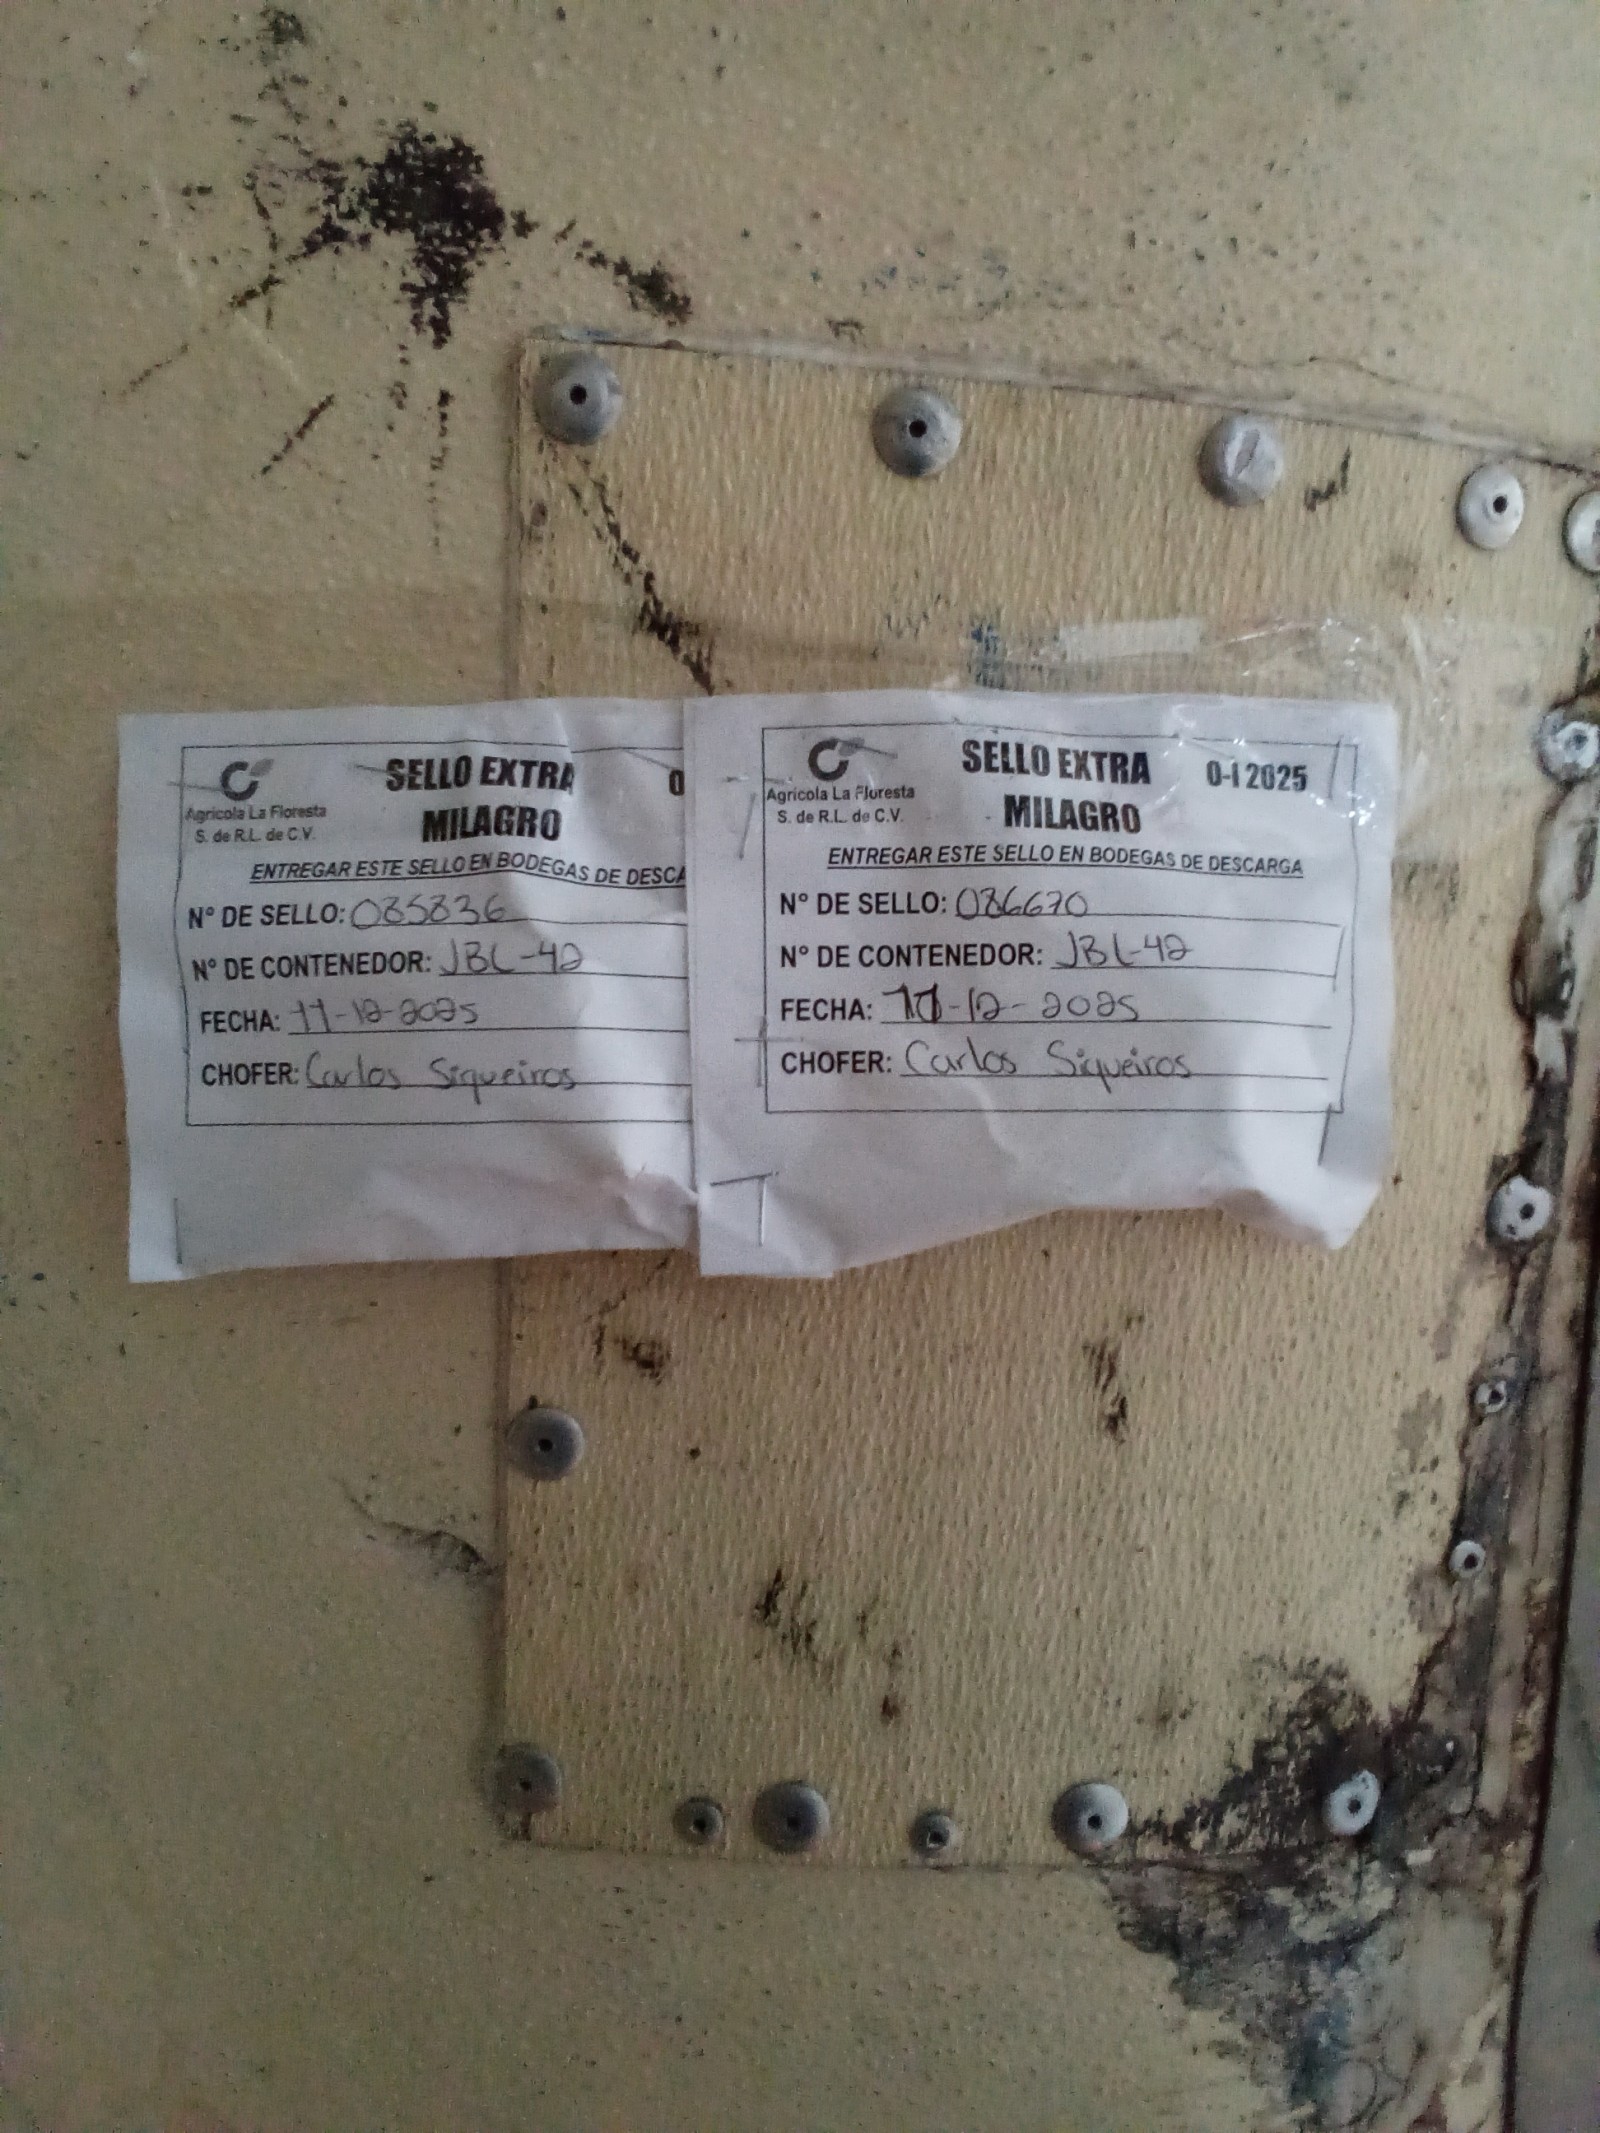 Agricola La Floresta
S. de R.L. de C.V.
SELLO EXTRA
MILAGRO
0
ENTREGAR ESTE SELLO EN BODEGAS DE DESCA
N° DE SELLO: 085836
N° DE CONTENEDOR: JBL-42
FECHA: 11-12-2025
CHOFER: Carlos Siqueiros
Agricola La Floresta
S. de R.L. de C.V.
SELLO EXTRA
MILAGRO
O-I 2025
ENTREGAR ESTE SELLO EN BODEGAS DE DESCARGA
N° DE SELLO: 086670
N° DE CONTENEDOR: JBL-42
FECHA: 11-12-2025
CHOFER: Carlos Siqueiros